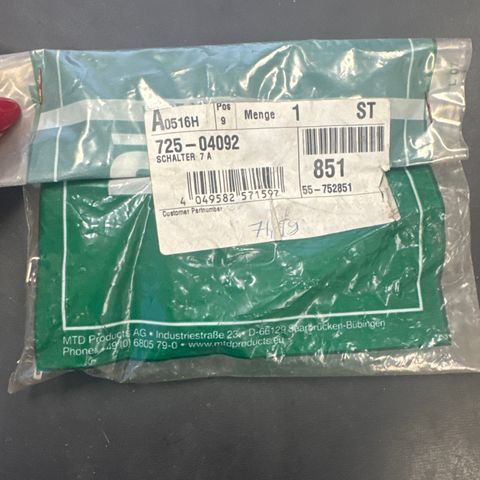 A0516H Pos 9 Menge 1 ST
725-04092
SCHALTER 7 A
851
4 049582 571597
55-752851
Customer Partnumber
MTD Products AG • Industriestraße 23 • D-66129 Saarbrücken-Bübingen
Phone: +49(0) 6805 79-0 • www.mtdproducts.eu